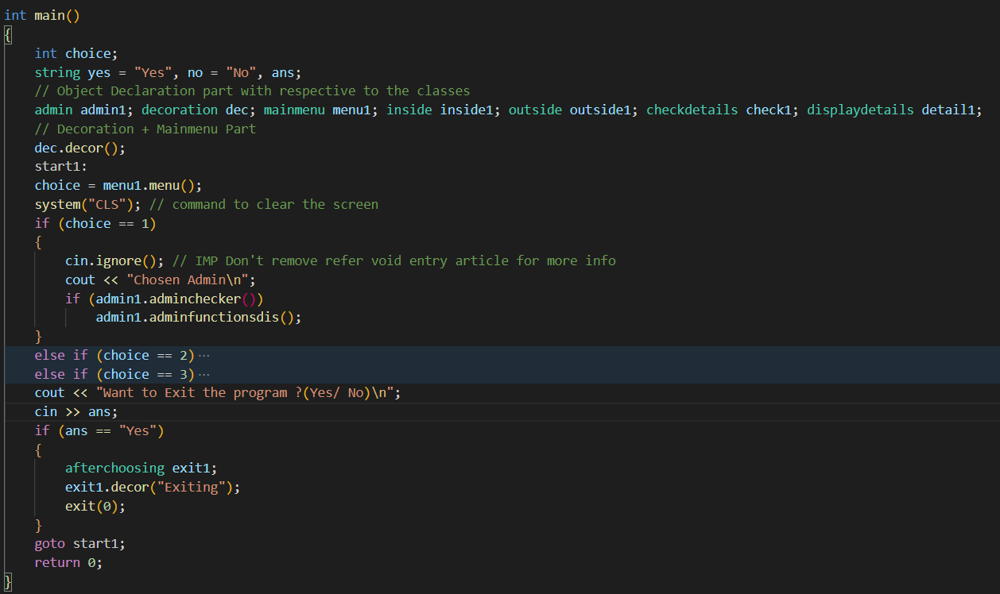 int main()
{
    int choice;
    string yes = "Yes", no = "No", ans;
    // Object Declaration part with respective to the classes
    admin admin1; decoration dec; mainmenu menu1; inside inside1; outside outside1; checkdetails check1; displaydetails detail1;
    // Decoration + Mainmenu Part
    dec.decor();
    start1:
    choice = menu1.menu();
    system("CLS"); // command to clear the screen
    if (choice == 1)
    {
        cin.ignore(); // IMP Don't remove refer void entry article for more info
        cout << "Chosen Admin\n";
        if (admin1.adminchecker())
            admin1.adminfunctionsdis();
    }
    else if (choice == 2)···
    else if (choice == 3)···
    cout << "Want to Exit the program ?(Yes/ No)\n";
    cin >> ans;
    if (ans == "Yes")
    {
        afterchoosing exit1;
        exit1.decor("Exiting");
        exit(0);
    }
    goto start1;
    return 0;
}